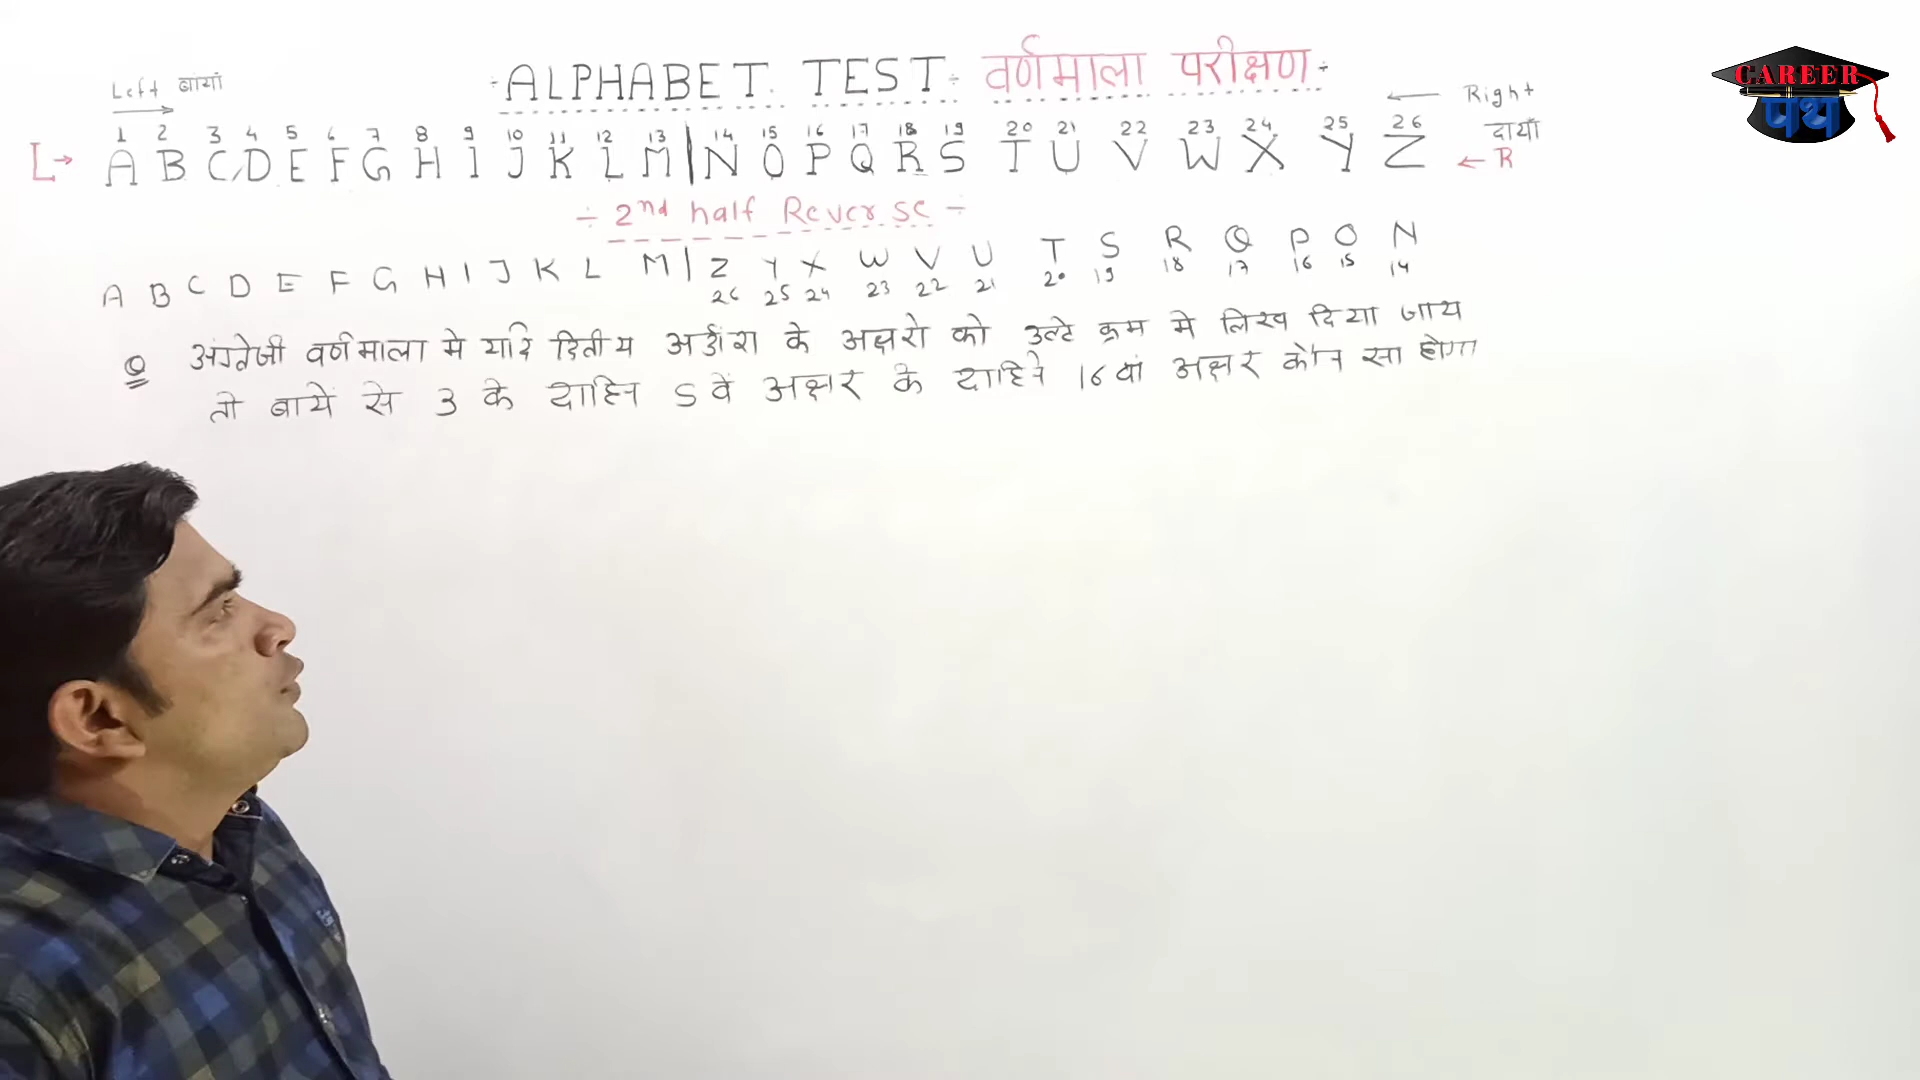 Left बायां
÷ ALPHABET TEST ÷ वर्णमाला परीक्षण ÷
Right
दायाँ
CAREER
पथ
1 2 3 4 5 6 7 8 9 10 11 12 13 14 15 16 17 18 19 20 21 22 23 24 25 26
L→ A B C D E F G H I J K L M | N O P Q R S T U V W X Y Z ← R
÷ 2nd half Reverse ÷
A B C D E F G H I J K L M | Z Y X W V U T S R Q P O N
26 25 24 23 22 21 20 19 18 17 16 15 14
Q अंग्रेजी वर्णमाला मे यदि द्वितीय के अक्षरो को उल्टे क्रम मे लिख दिया जाय
तो बायें से 3 के दाहिने 5 वें अक्षर के दाहिने 16 वां अक्षर कौन सा होगा